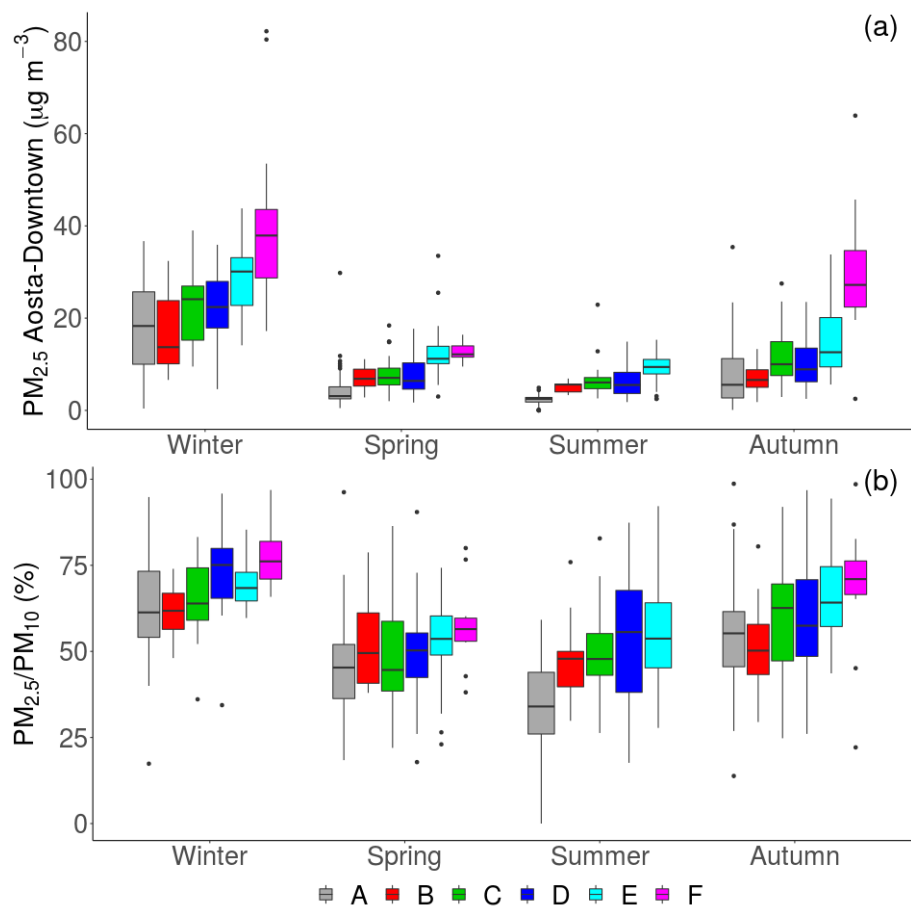 (a)
PM2.5 Aosta-Downtown (μg m−3)
80
60
40
20
0
Winter Spring Summer Autumn
(b)
PM2.5/PM10 (%)
100
75
50
25
0
Winter Spring Summer Autumn
A B C D E F